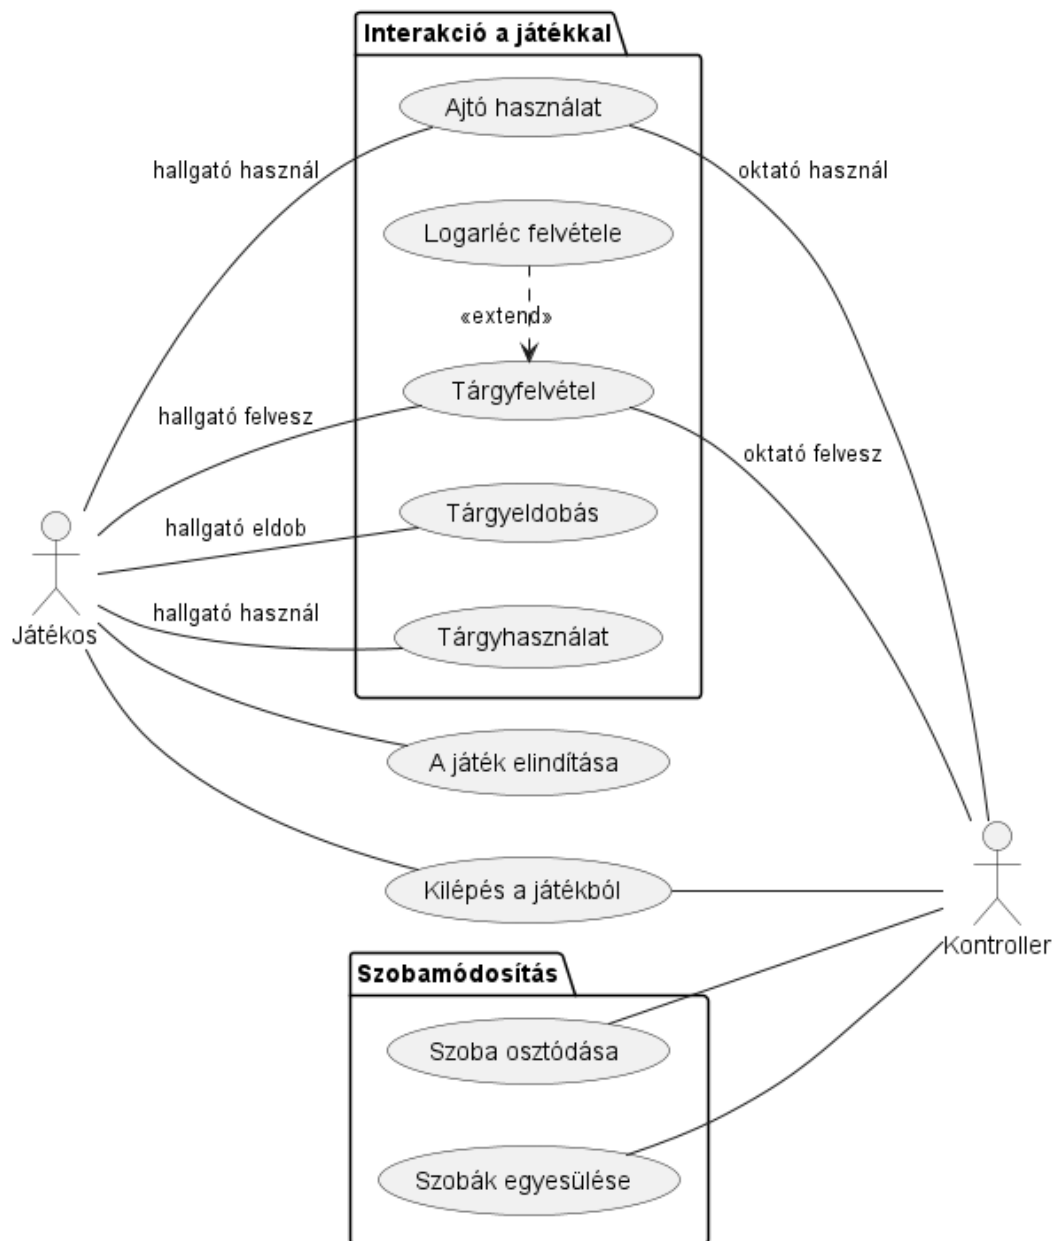 Interakció a játékkal
Ajtó használat
hallgató használ
oktató használ
Logarléc felvétele
«extend»
Tárgyfelvétel
hallgató felvesz
oktató felvesz
Tárgyeldobás
hallgató eldob
hallgató használ
Játékos
Tárgyhasználat
A játék elindítása
Kilépés a játékból
Kontroller
Szobamódosítás
Szoba osztódása
Szobák egyesülése